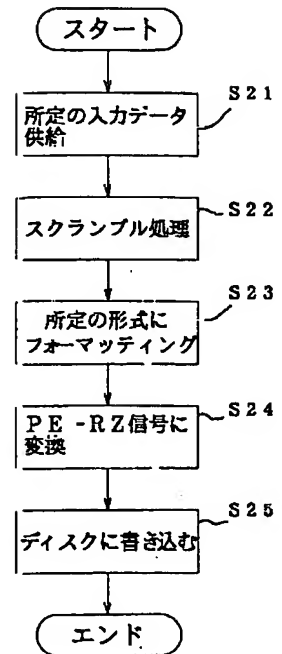 スタート
S21
所定の入力データ
供給
S22
スクランブル処理
S23
所定の形式に
フォーマッティング
S24
PE-RZ信号に
変換
S25
ディスクに書き込む
エンド